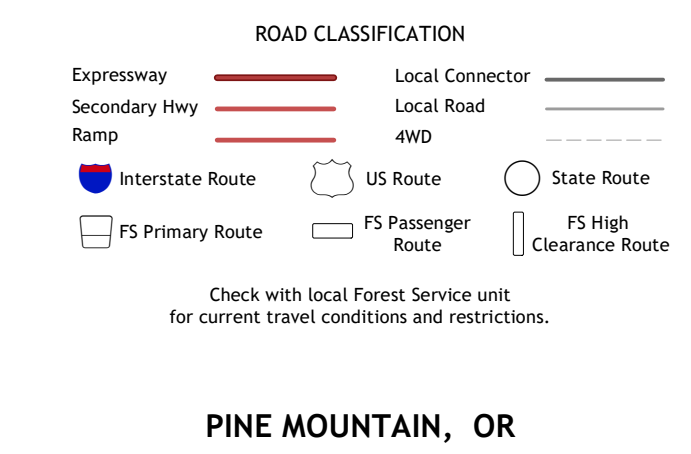 ROAD CLASSIFICATION
Expressway
Local Connector
Secondary Hwy
Local Road
Ramp
4WD
Interstate Route
US Route
State Route
FS Primary Route
FS Passenger
Route
FS High
Clearance Route
Check with local Forest Service unit
for current travel conditions and restrictions.
PINE MOUNTAIN, OR